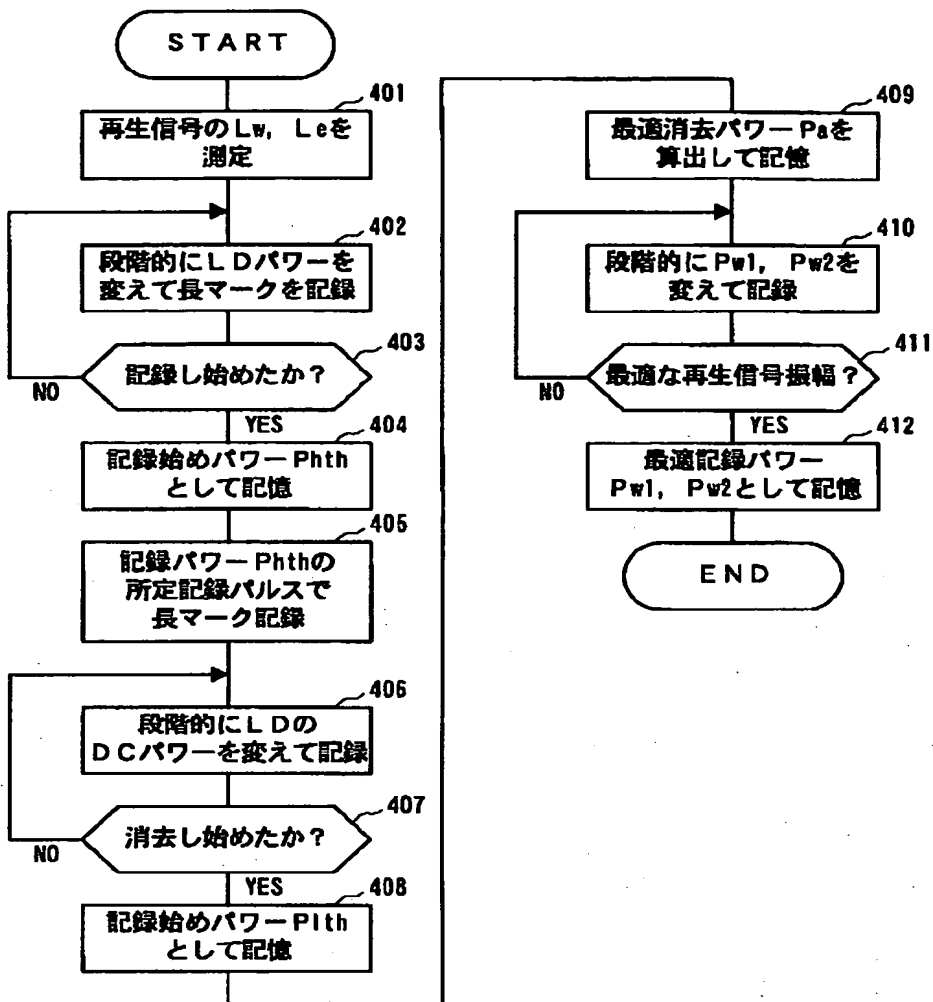 START
401
再生信号のLw, Leを
測定
402
段階的にLDパワーを
変えて長マークを記録
403
記録し始めたか?
NO
YES
404
記録始めパワーPhth
として記憶
405
記録パワーPhthの
所定記録パルスで
長マーク記録
406
段階的にLDの
DCパワーを変えて記録
407
消去し始めたか?
NO
YES
408
記録始めパワーPlth
として記憶
409
最適消去パワーPaを
算出して記憶
410
段階的にPw1, Pw2を
変えて記録
411
最適な再生信号振幅?
NO
YES
412
最適記録パワー
Pw1, Pw2として記憶
END